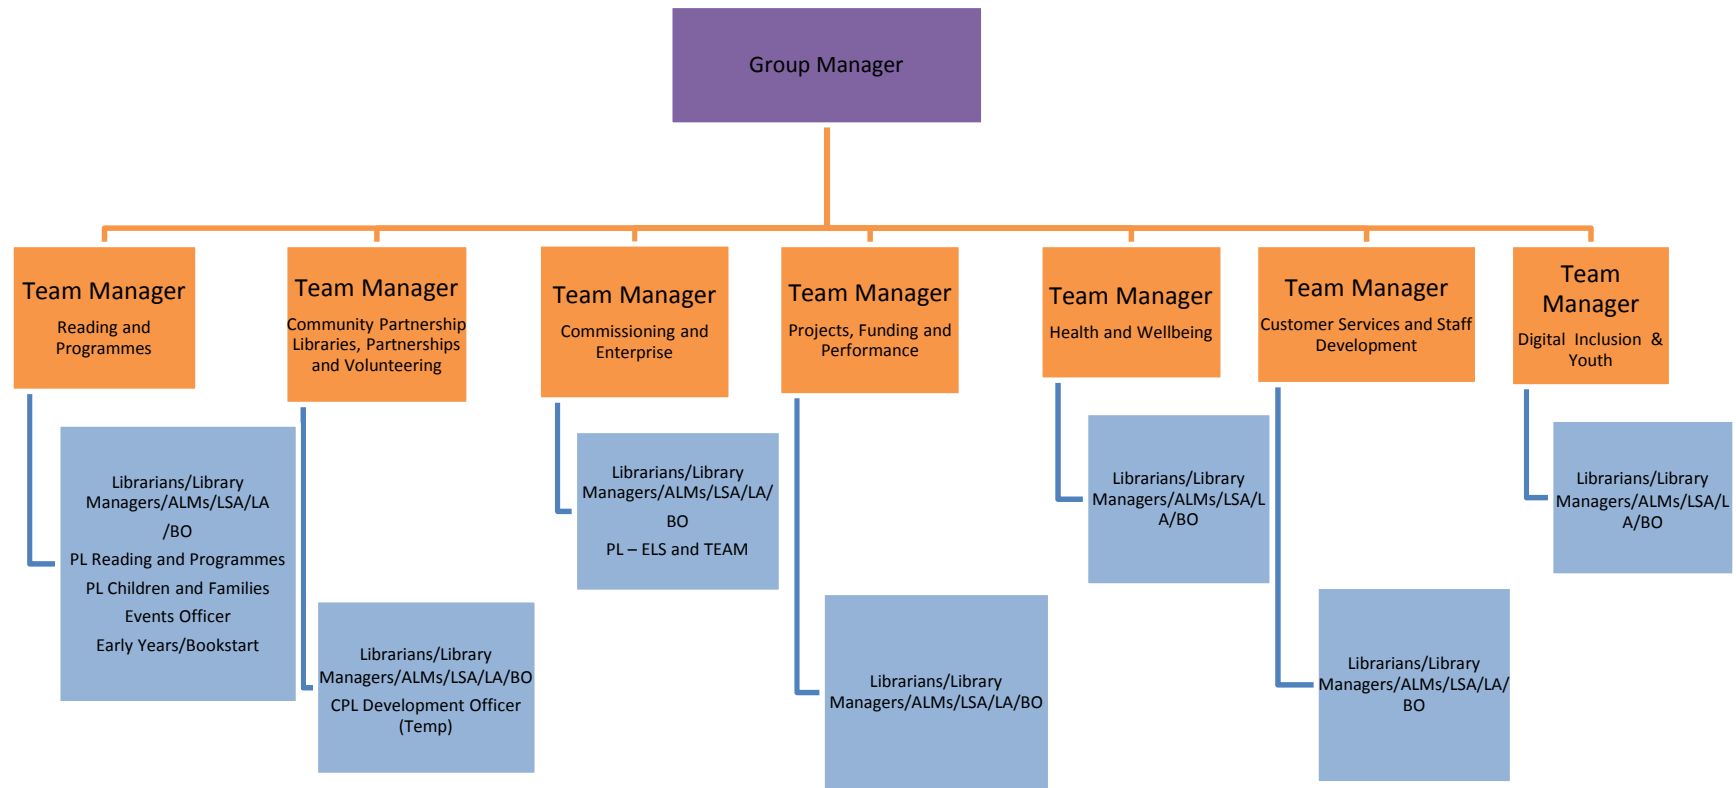 Group Manager
Team Manager
Reading and
Programmes
Team Manager
Community Partnership
Libraries, Partnerships
and Volunteering
Team Manager
Commissioning and
Enterprise
Team Manager
Projects, Funding and
Performance
Team Manager
Health and Wellbeing
Team Manager
Customer Services and Staff
Development
Team
Manager
Digital Inclusion &
Youth
Librarians/Library
Managers/ALMs/LSA/LA
/BO
PL Reading and Programmes
PL Children and Families
Events Officer
Early Years/Bookstart
Librarians/Library
Managers/ALMs/LSA/LA/BO
CPL Development Officer
(Temp)
Librarians/Library
Managers/ALMs/LSA/LA/
BO
PL – ELS and TEAM
Librarians/Library
Managers/ALMs/LSA/LA/BO
Librarians/Library
Managers/ALMs/LSA/L
A/BO
Librarians/Library
Managers/ALMs/LSA/LA/
BO
Librarians/Library
Managers/ALMs/LSA/L
A/BO